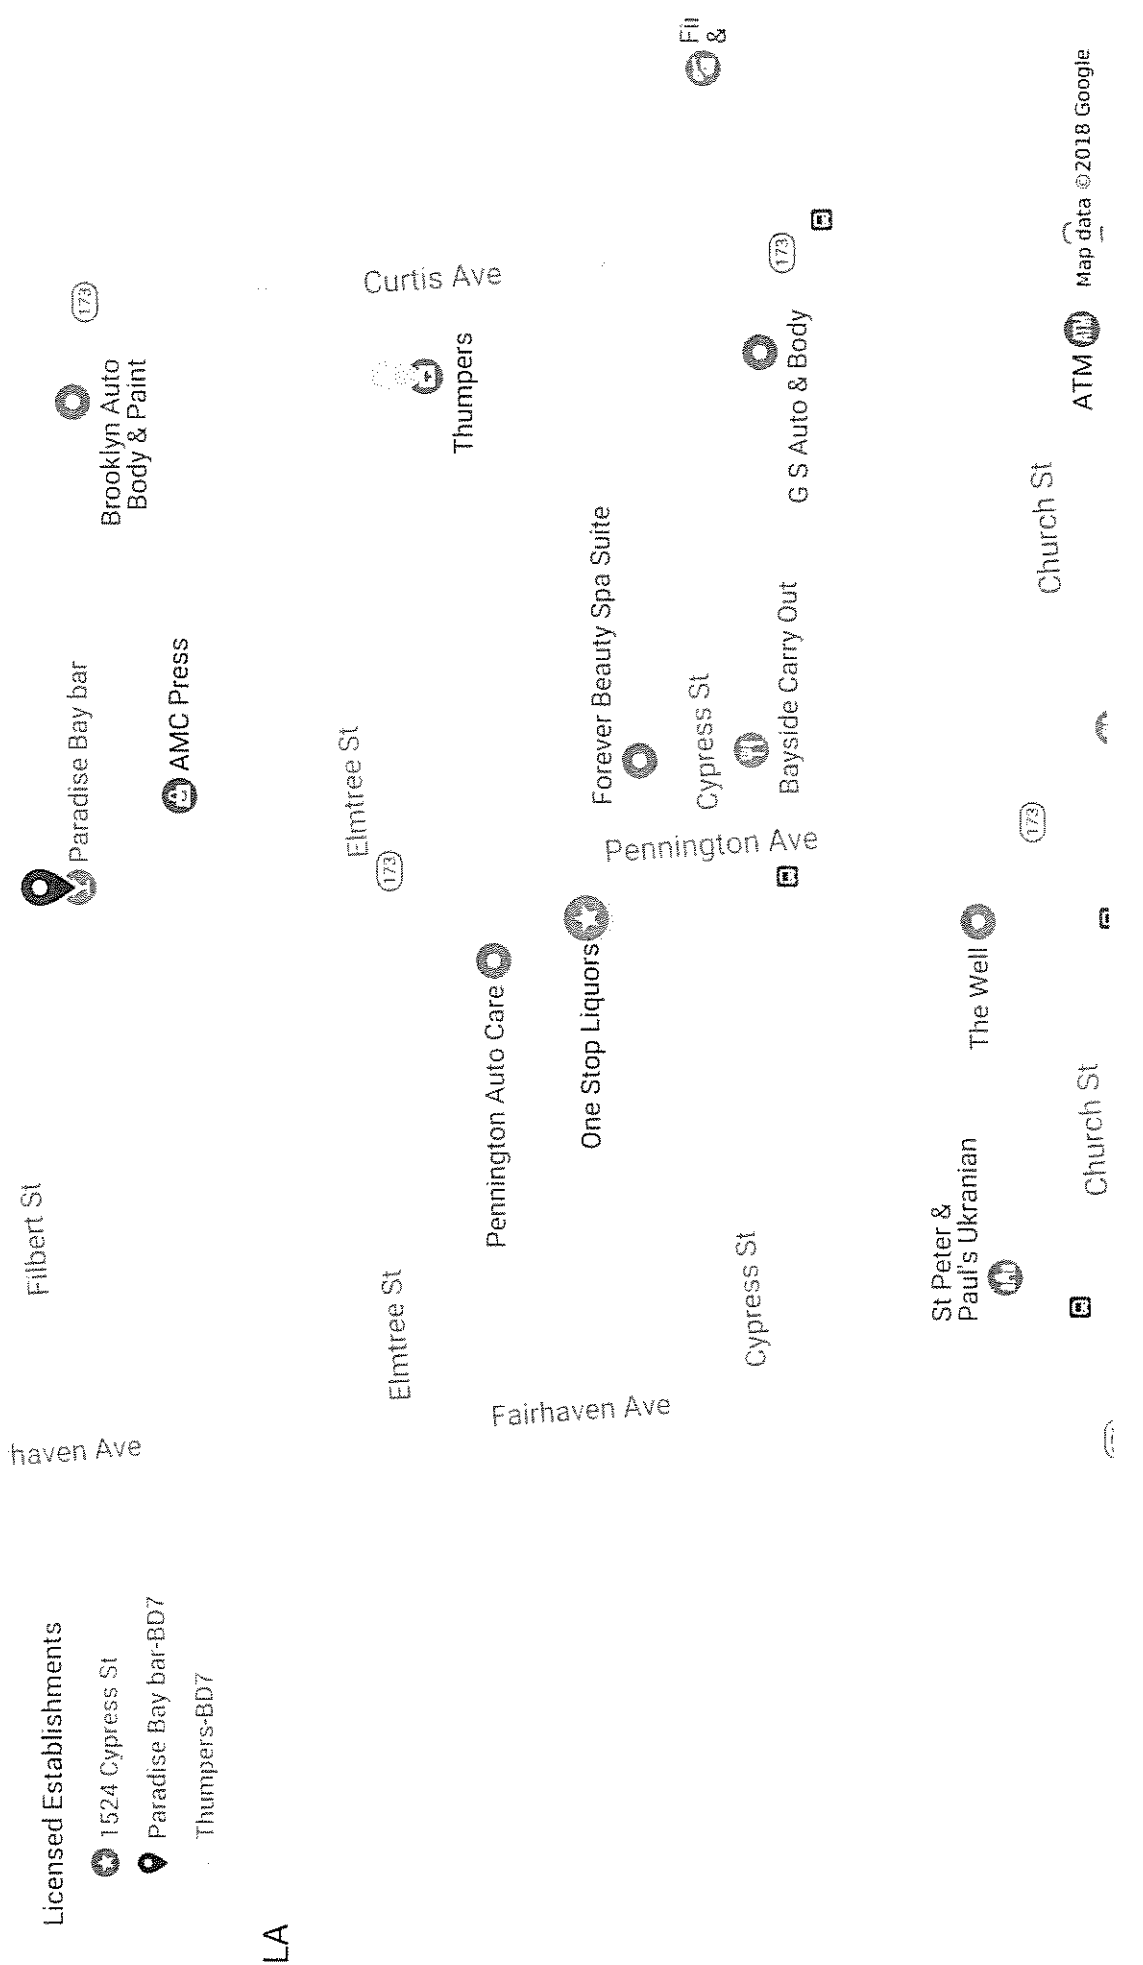 Licensed Establishments
1524 Cypress St
Paradise Bay bar-BD7
Thumpers-BD7
LA
haven Ave
Filbert St
Paradise Bay bar
AMC Press
Brooklyn Auto
Body & Paint
173
Elmtree St
173
Elmtree St
Curtis Ave
Thumpers
Fairhaven Ave
Pennington Auto Care
One Stop Liquors
Forever Beauty Spa Suite
Pennington Ave
Cypress St
Cypress St
Bayside Carry Out
G S Auto & Body
173
Fil
&
St Peter &
Paul's Ukranian
The Well
173
Church St
Church St
ATM
Map data ©2018 Google